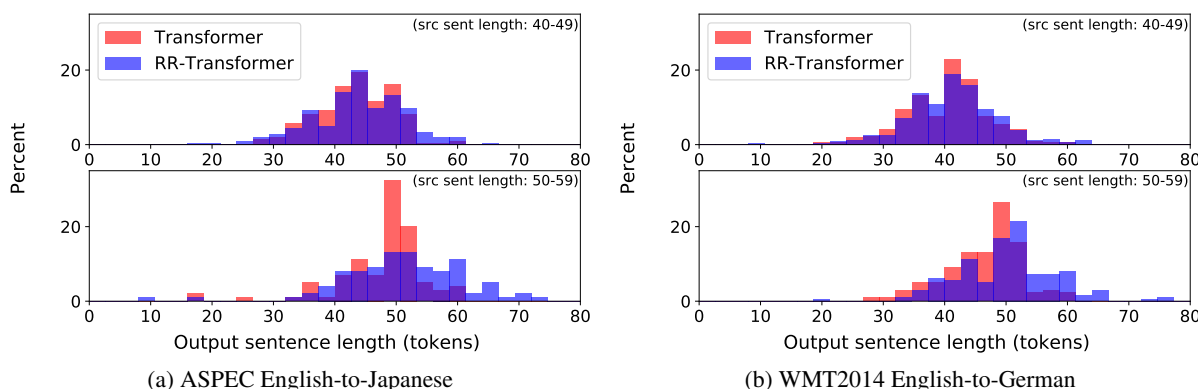 (src sent length: 40-49)
Transformer
RR-Transformer
20
0
0 10 20 30 40 50 60 70 80
(src sent length: 50-59)
20
0
0 10 20 30 40 50 60 70 80
Percent
Output sentence length (tokens)
(a) ASPEC English-to-Japanese
(src sent length: 40-49)
Transformer
RR-Transformer
20
0
0 10 20 30 40 50 60 70 80
(src sent length: 50-59)
20
0
0 10 20 30 40 50 60 70 80
Percent
Output sentence length (tokens)
(b) WMT2014 English-to-German